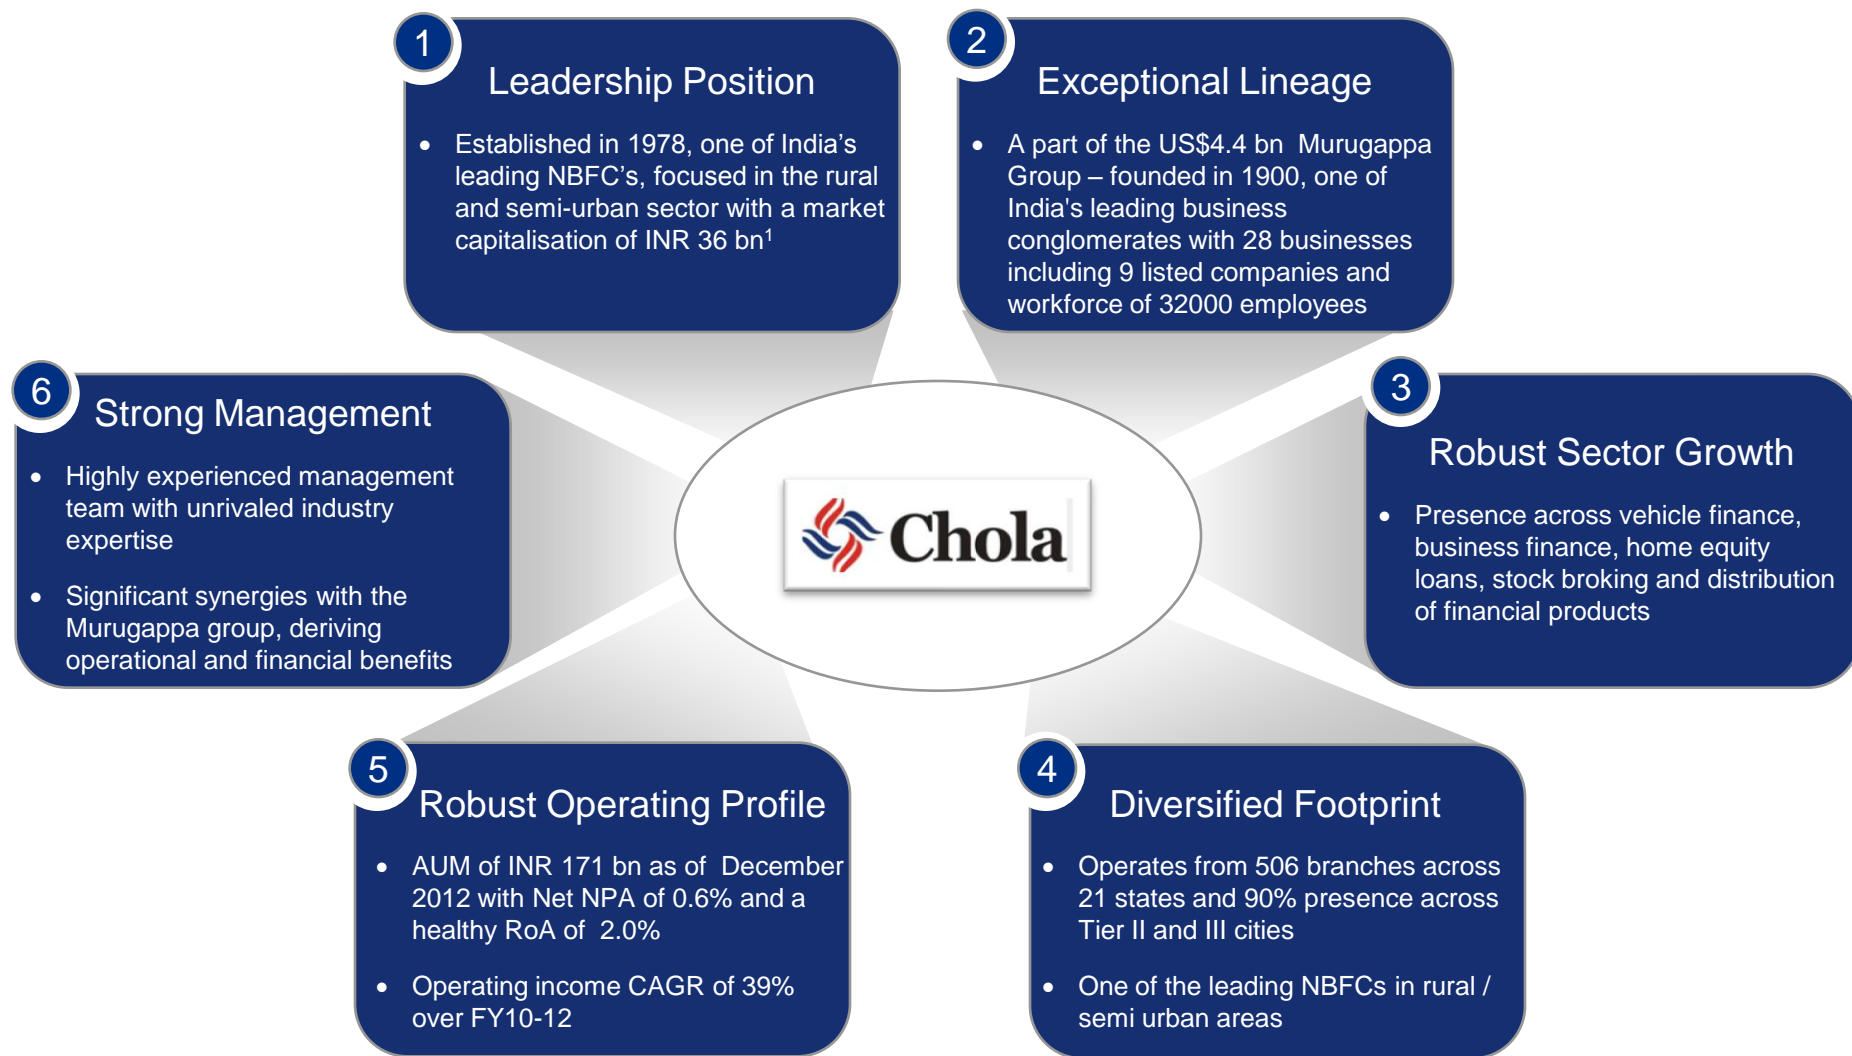 1
Leadership Position
• Established in 1978, one of India’s
leading NBFC’s, focused in the rural
and semi-urban sector with a market
capitalisation of INR 36 bn¹
2
Exceptional Lineage
• A part of the US$4.4 bn  Murugappa
Group – founded in 1900, one of
India's leading business
conglomerates with 28 businesses
including 9 listed companies and
workforce of 32000 employees
3
Robust Sector Growth
• Presence across vehicle finance,
business finance, home equity
loans, stock broking and distribution
of financial products
4
Diversified Footprint
• Operates from 506 branches across
21 states and 90% presence across
Tier II and III cities
• One of the leading NBFCs in rural /
semi urban areas
5
Robust Operating Profile
• AUM of INR 171 bn as of  December
2012 with Net NPA of 0.6% and a
healthy RoA of  2.0%
• Operating income CAGR of 39%
over FY10-12
6
Strong Management
• Highly experienced management
team with unrivaled industry
expertise
• Significant synergies with the
Murugappa group, deriving
operational and financial benefits
Chola